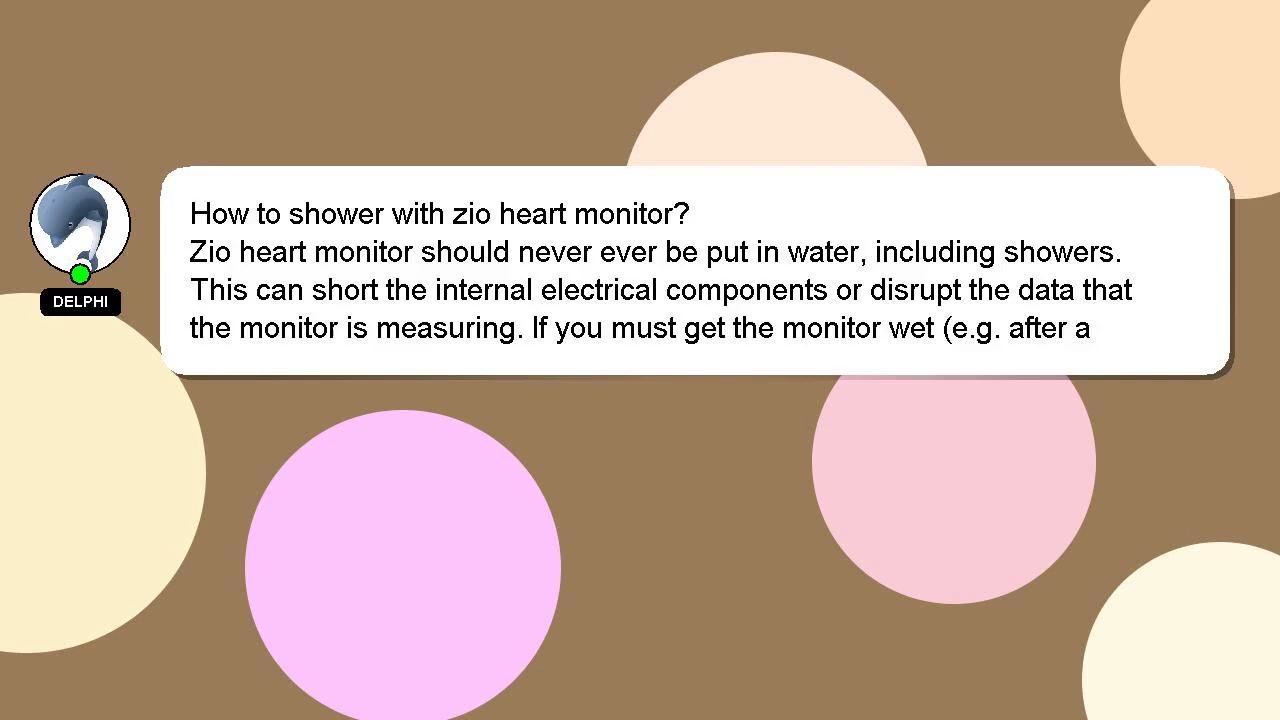 How to shower with zio heart monitor?
Zio heart monitor should never ever be put in water, including showers.
This can short the internal electrical components or disrupt the data that
the monitor is measuring. If you must get the monitor wet (e.g. after a
DELPHI